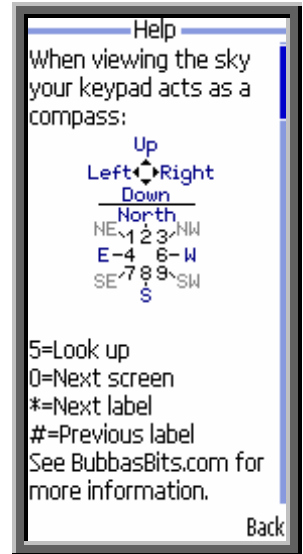 Help
When viewing the sky
your keypad acts as a
compass:
Up
Left Right
Down
North
NE 1 2 3 NW
E-4 6-W
SE 7 8 9 SW
S
5=Look up
0=Next screen
*=Next label
#=Previous label
See BubbasBits.com for
more information.
Back